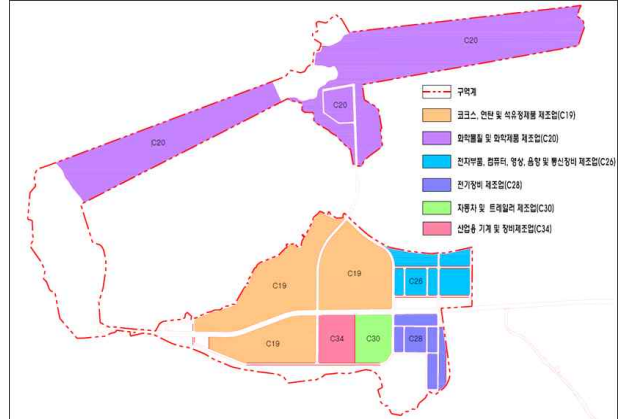 C20
C20
C20
구역계
코크스, 연탄 및 석유정제품 제조업(C19)
화학물질 및 화학제품 제조업(C20)
전자부품, 컴퓨터, 영상, 음향 및 통신장비 제조업(C26)
전기장비 제조업(C28)
자동차 및 트레일러 제조업(C30)
산업용 기계 및 장비제조업(C34)
C19
C19
C26
C19
C34
C30
C28